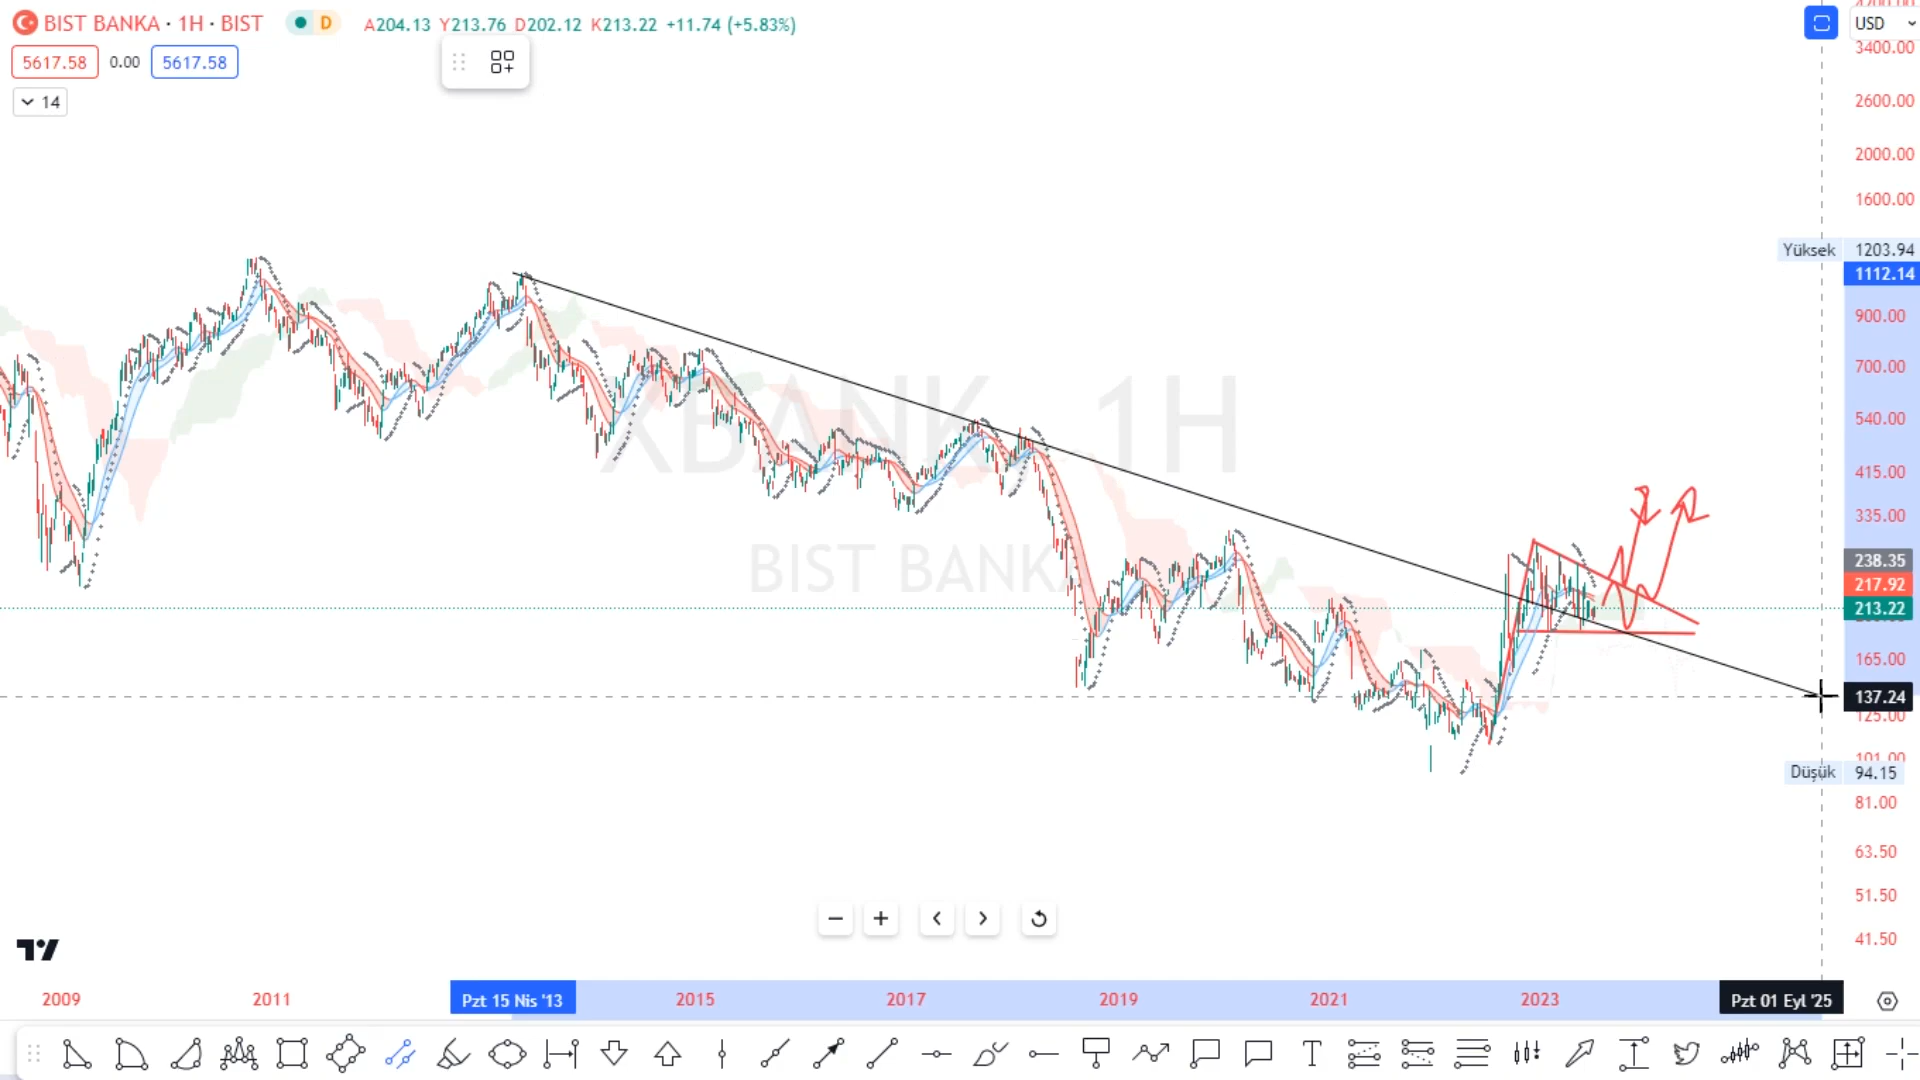 BIST BANKA · 1H · BIST D A204.13 Y213.76 D202.12 K213.22 +11.74 (+5.83%)
5617.58 0.00 5617.58
14
USD
3400.00
2600.00
2000.00
1600.00
Yüksek 1203.94
1112.14
900.00
700.00
540.00
415.00
335.00
238.35
217.92
213.22
165.00
137.24
125.00
101.00
Düşük 94.15
81.00
63.50
51.50
41.50
XBANK, 1H
BIST BANKA
2009 2011 Pzt 15 Nis '13 2015 2017 2019 2021 2023 Pzt 01 Eyl '25